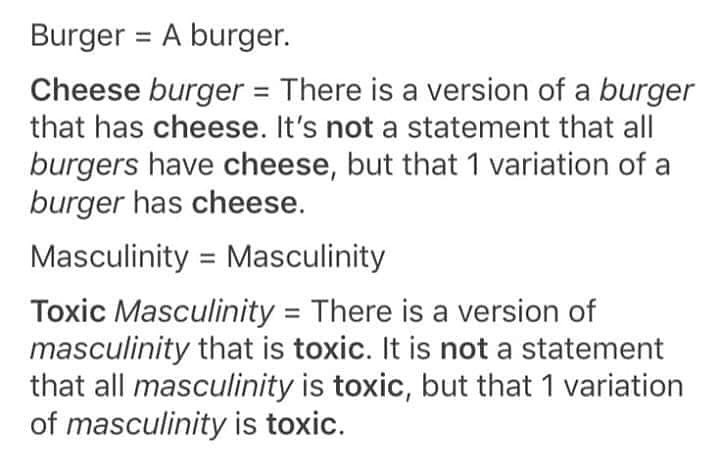 Burger = A burger.
Cheese burger = There is a version of a burger
that has cheese. It's not a statement that all
burgers have cheese, but that 1 variation of a
burger has cheese.
Masculinity = Masculinity
Toxic Masculinity = There is a version of
masculinity that is toxic. It is not a statement
that all masculinity is toxic, but that 1 variation
of masculinity is toxic.